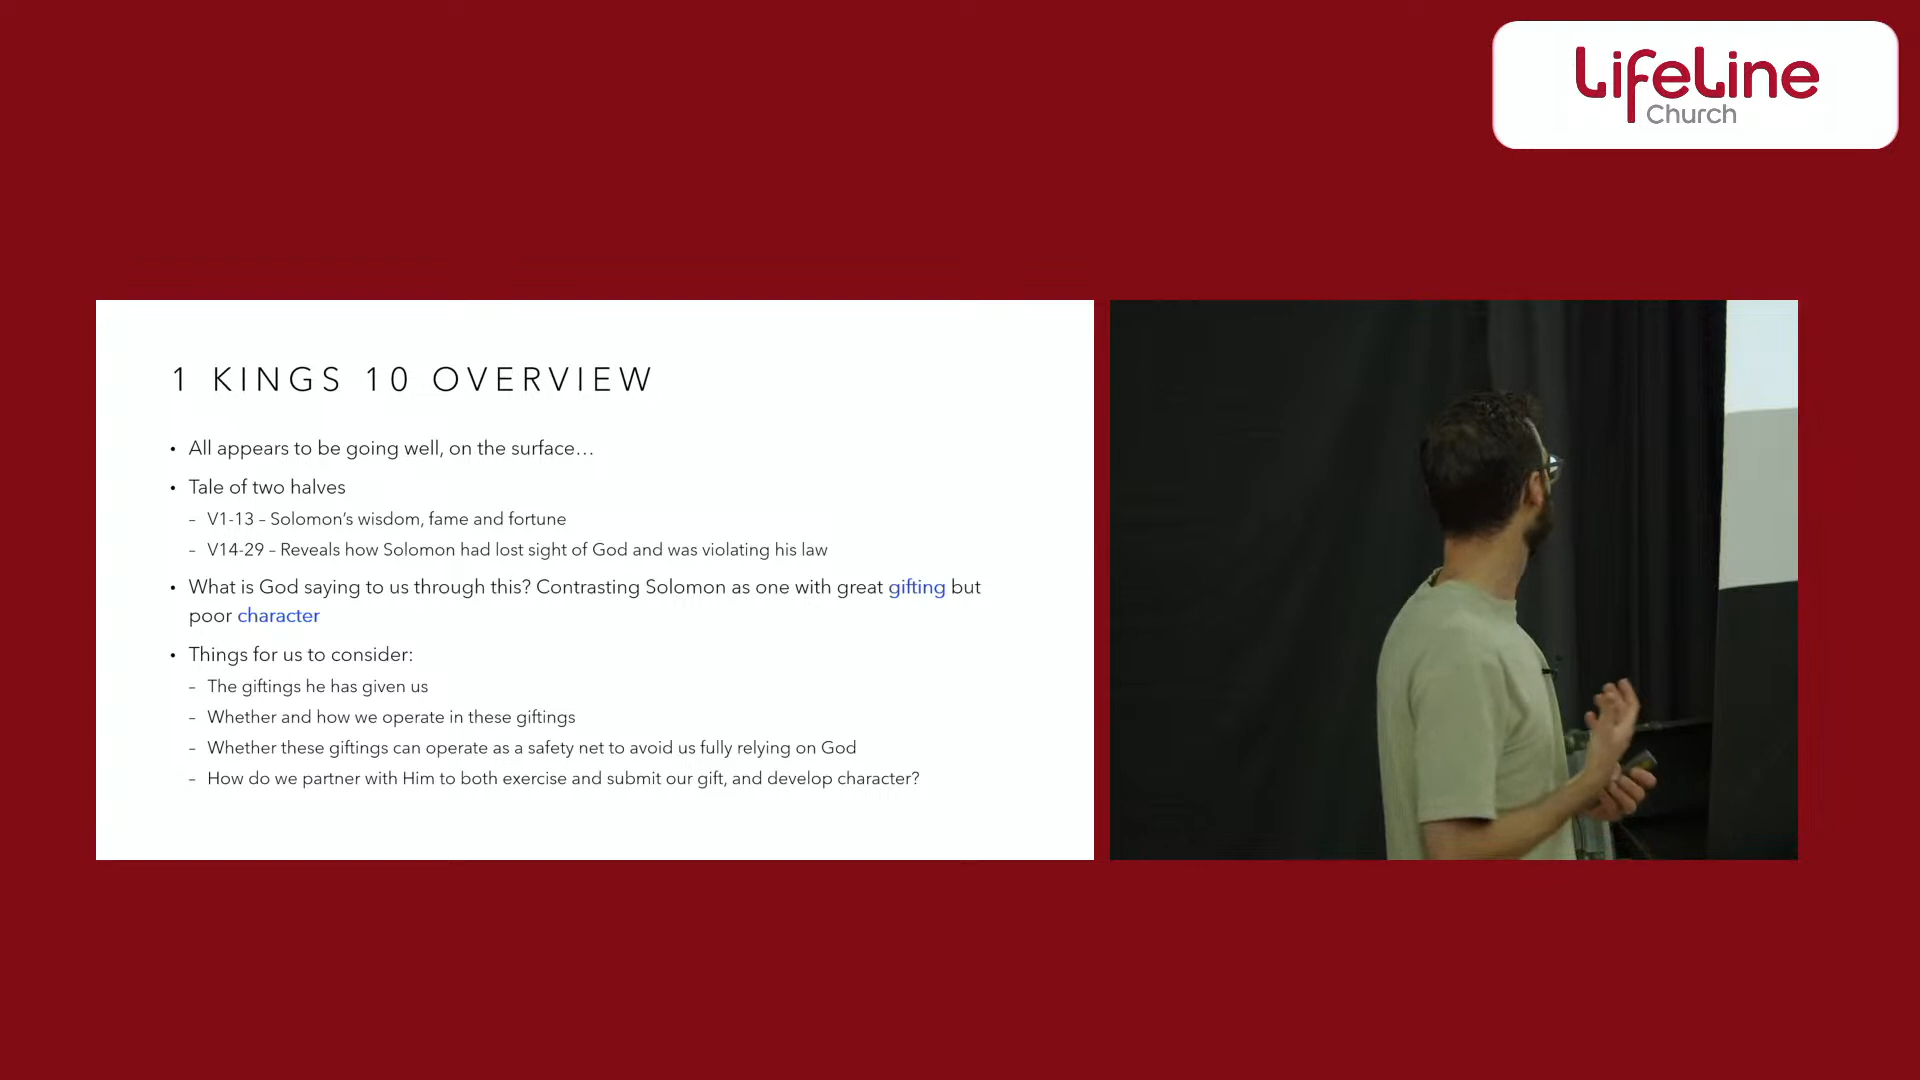 LifeLine
Church
1 KINGS 10 OVERVIEW
• All appears to be going well, on the surface…
• Tale of two halves
– V1-13 – Solomon’s wisdom, fame and fortune
– V14-29 – Reveals how Solomon had lost sight of God and was violating his law
• What is God saying to us through this? Contrasting Solomon as one with great gifting but
poor character
• Things for us to consider:
– The giftings he has given us
– Whether and how we operate in these giftings
– Whether these giftings can operate as a safety net to avoid us fully relying on God
– How do we partner with Him to both exercise and submit our gift, and develop character?